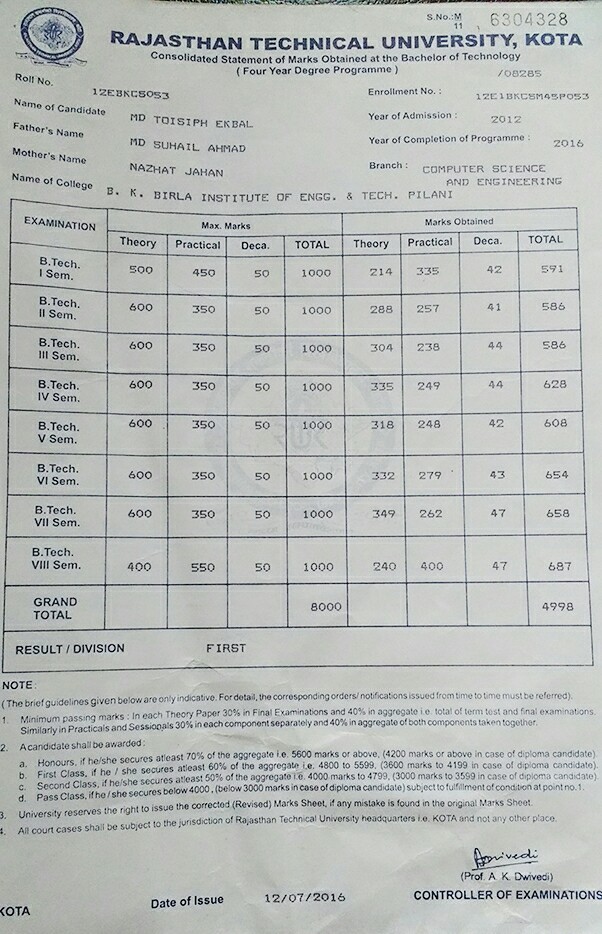 S.No.:M 11 , 6304328
RAJASTHAN TECHNICAL UNIVERSITY, KOTA
Consolidated Statement of Marks Obtained at the Bachelor of Technology
( Four Year Degree Programme )
/08285
Roll No. 12EBKCS053 Enrollment No. : 12E1BKCSM45P053
Name of Candidate MD TOISIPH EKBAL Year of Admission : 2012
Father's Name MD SUHAIL AHMAD Year of Completion of Programme : 2016
Mother's Name NAZHAT JAHAN Branch : COMPUTER SCIENCE
AND ENGINEERING
Name of College B. K. BIRLA INSTITUTE OF ENGG. & TECH. PILANI
EXAMINATION Max. Marks Marks Obtained
Theory Practical Deca. TOTAL Theory Practical Deca. TOTAL
B.Tech. I Sem. 500 450 50 1000 214 335 42 591
B.Tech. II Sem. 600 350 50 1000 288 257 41 586
B.Tech. III Sem. 600 350 50 1000 304 238 44 586
B.Tech. IV Sem. 600 350 50 1000 335 249 44 628
B.Tech. V Sem. 600 350 50 1000 318 248 42 608
B.Tech. VI Sem. 600 350 50 1000 332 279 43 654
B.Tech. VII Sem. 600 350 50 1000 349 262 47 658
B.Tech. VIII Sem. 400 550 50 1000 240 400 47 687
GRAND TOTAL 8000 4998
RESULT / DIVISION FIRST
NOTE :
(The brief guidelines given below are only indicative. For detail, the corresponding orders/ notifications issued from time to time must be referred).
1. Minimum passing marks : In each Theory Paper 30% in Final Examinations and 40% in aggregate i.e. total of term test and final examinations.
Similarly in Practicals and Sessionals 30% in each component separately and 40% in aggregate of both components taken together.
2. A candidate shall be awarded :
a. Honours, if he/she secures atleast 70% of the aggregate i.e. 5600 marks or above, (4200 marks or above in case of diploma candidate).
b. First Class, if he / she secures atleast 60% of the aggregate i.e. 4800 to 5599, (3600 marks to 4199 in case of diploma candidate).
c. Second Class, if he/she secures atleast 50% of the aggregate i.e. 4000 marks to 4799, (3000 marks to 3599 in case of diploma candidate).
d. Pass Class, if he / she secures below 4000 , (below 3000 marks in case of diploma candidate) subject to fulfillment of condition at point no. 1.
3. University reserves the right to issue the corrected (Revised) Marks Sheet, if any mistake is found in the original Marks Sheet.
4. All court cases shall be subject to the jurisdiction of Rajasthan Technical University headquarters i.e. KOTA and not any other place.
(Prof. A. K. Dwivedi)
KOTA Date of Issue 12/07/2016 CONTROLLER OF EXAMINATIONS